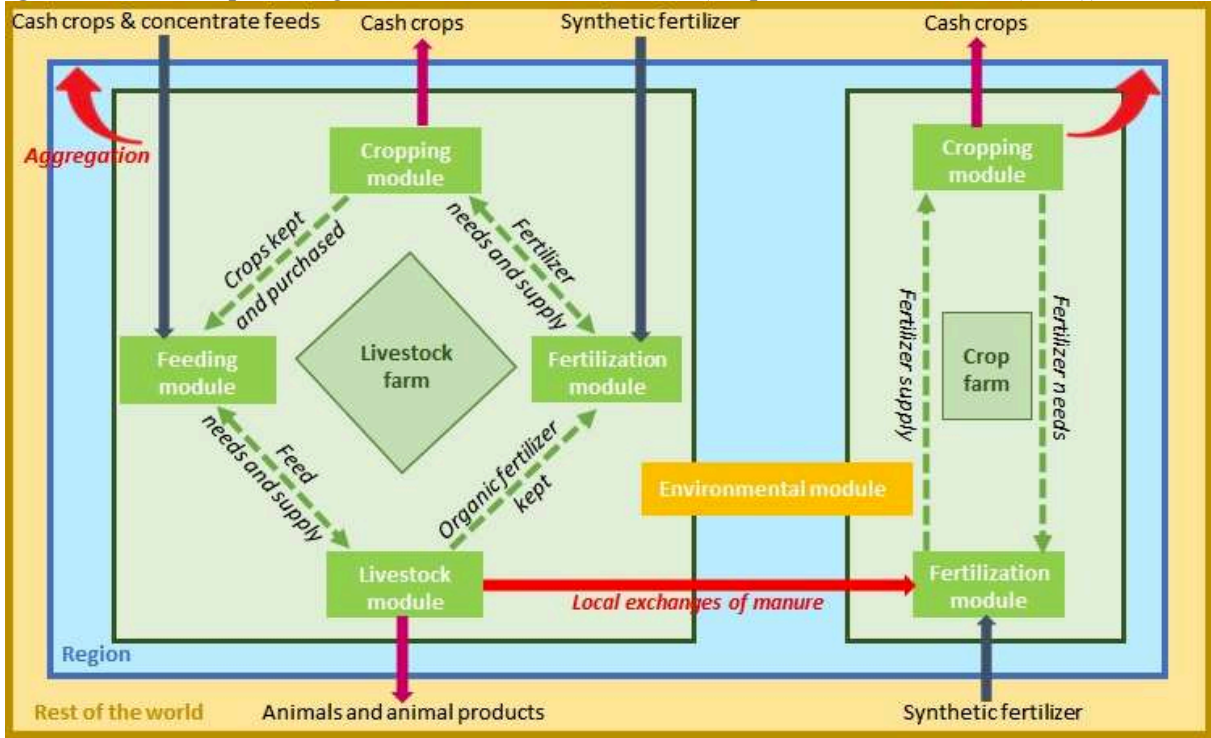 Cash crops & concentrate feeds
Cash crops
Synthetic fertilizer
Cash crops
Aggregation
Cropping
module
Cropping
module
Crops kept
and purchased
Fertilizer
needs and supply
Feeding
module
Livestock
farm
Fertilization
module
Fertilizer supply
Crop
farm
Fertilizer needs
Feed
needs and supply
Organic fertilizer
kept
Environmental module
Livestock
module
Local exchanges of manure
Fertilization
module
Region
Rest of the world
Animals and animal products
Synthetic fertilizer